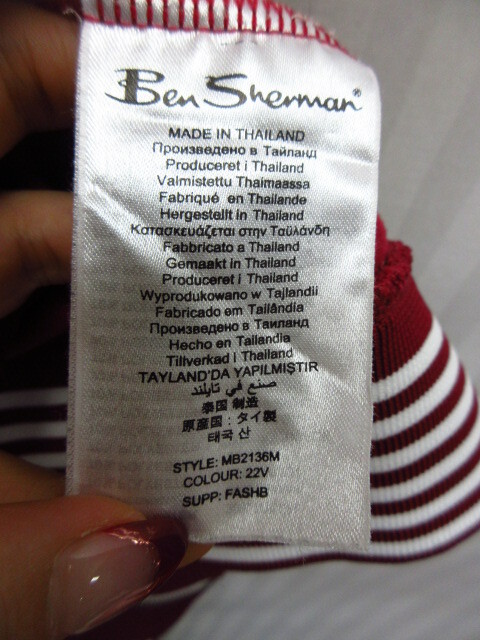 Ben Sherman®
MADE IN THAILAND
Произведено в Тайланд
Produceret i Thailand
Valmistettu Thaimaassa
Fabriqué en Thailande
Hergestellt in Thailand
Κατασκευάζεται στην Ταϋλάνδη
Fabbricato a Thailand
Gemaakt in Thailand
Produceret i Thailand
Wyprodukowano w Tajlandii
Fabricado em Tailândia
Произведено в Таиланд
Hecho en Tailandia
Tillverkad i Thailand
TAYLAND'DA YAPILMIŞTIR
صنع في تايلند
泰国 制造
原産国：タイ製
태국 산
STYLE: MB2136M
COLOUR: 22V
SUPP: FASHB